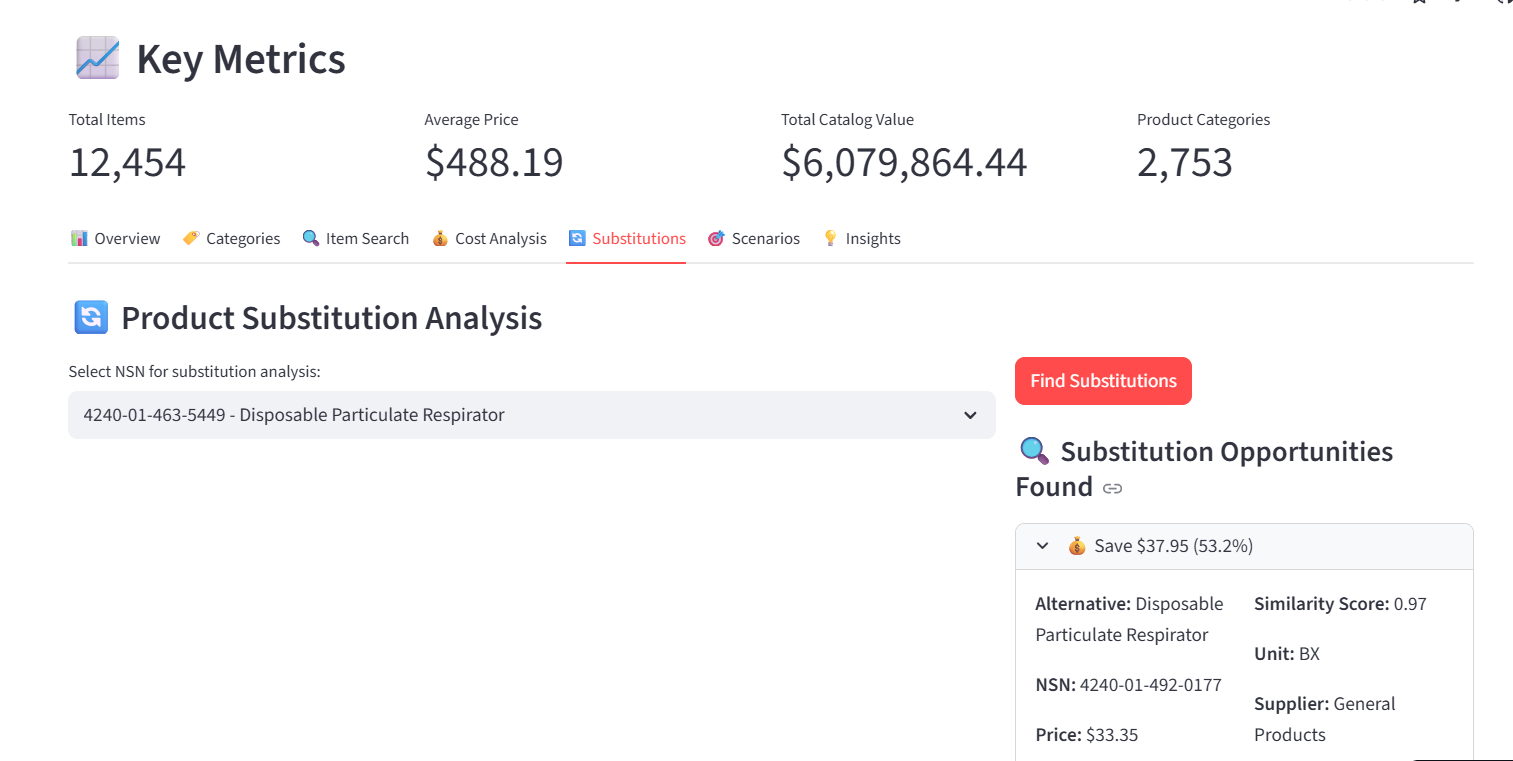 Key Metrics
Total Items
Average Price
Total Catalog Value
Product Categories
12,454
$488.19
$6,079,864.44
2,753
Overview
Categories
Item Search
Cost Analysis
Substitutions
Scenarios
Insights
Product Substitution Analysis
Select NSN for substitution analysis:
4240-01-463-5449 - Disposable Particulate Respirator
Find Substitutions
Substitution Opportunities
Found
Save $37.95 (53.2%)
Alternative: Disposable
Particulate Respirator
NSN: 4240-01-492-0177
Price: $33.35
Similarity Score: 0.97
Unit: BX
Supplier: General
Products